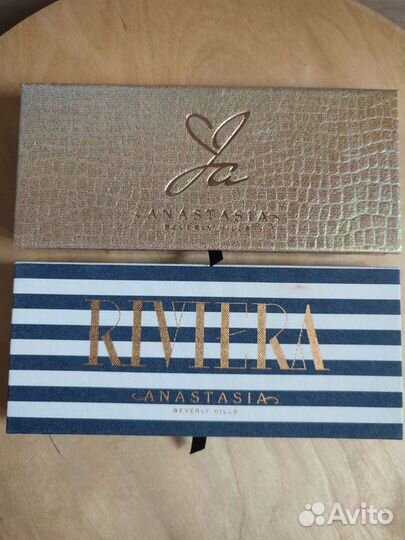 Ja
ANASTASIA
BEVERLY HILLS
RIVIERA
ANASTASIA
BEVERLY HILLS
Avito